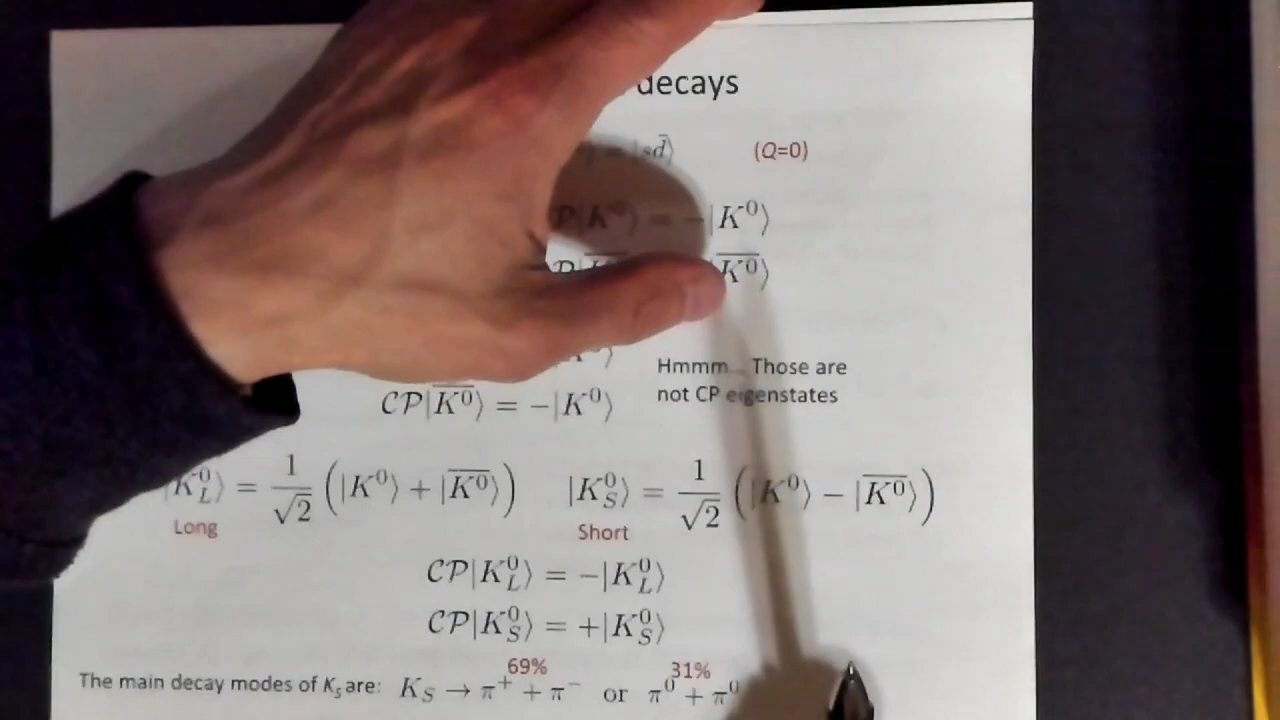 decays
|sd̄⟩ (Q=0)
P|K⁰⟩ = −|K⁰⟩
K̅⁰⟩
⟩ Hmmm Those are
not CP eigenstates
𝒞𝒫|K̅⁰⟩ = −|K⁰⟩
|K⁰_L⟩ = 1/√2 (|K⁰⟩ + |K̅⁰⟩) |K⁰_S⟩ = 1/√2 (|K⁰⟩ − |K̅⁰⟩)
Long Short
𝒞𝒫|K⁰_L⟩ = −|K⁰_L⟩
𝒞𝒫|K⁰_S⟩ = +|K⁰_S⟩
69% 31%
The main decay modes of K_S are: K_S → π⁺ + π⁻ or π⁰ + π⁰